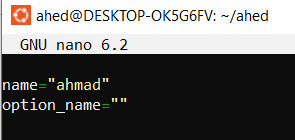 ahed@DESKTOP-OK5G6FV: ~/ahed
GNU nano 6.2
name="ahmad"
option_name=""